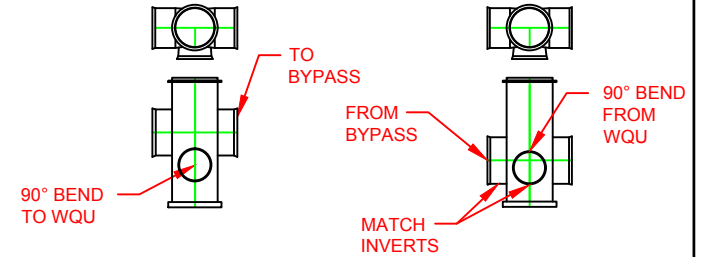 TO
BYPASS
90° BEND
TO WQU
FROM
BYPASS
90° BEND
FROM
WQU
MATCH
INVERTS